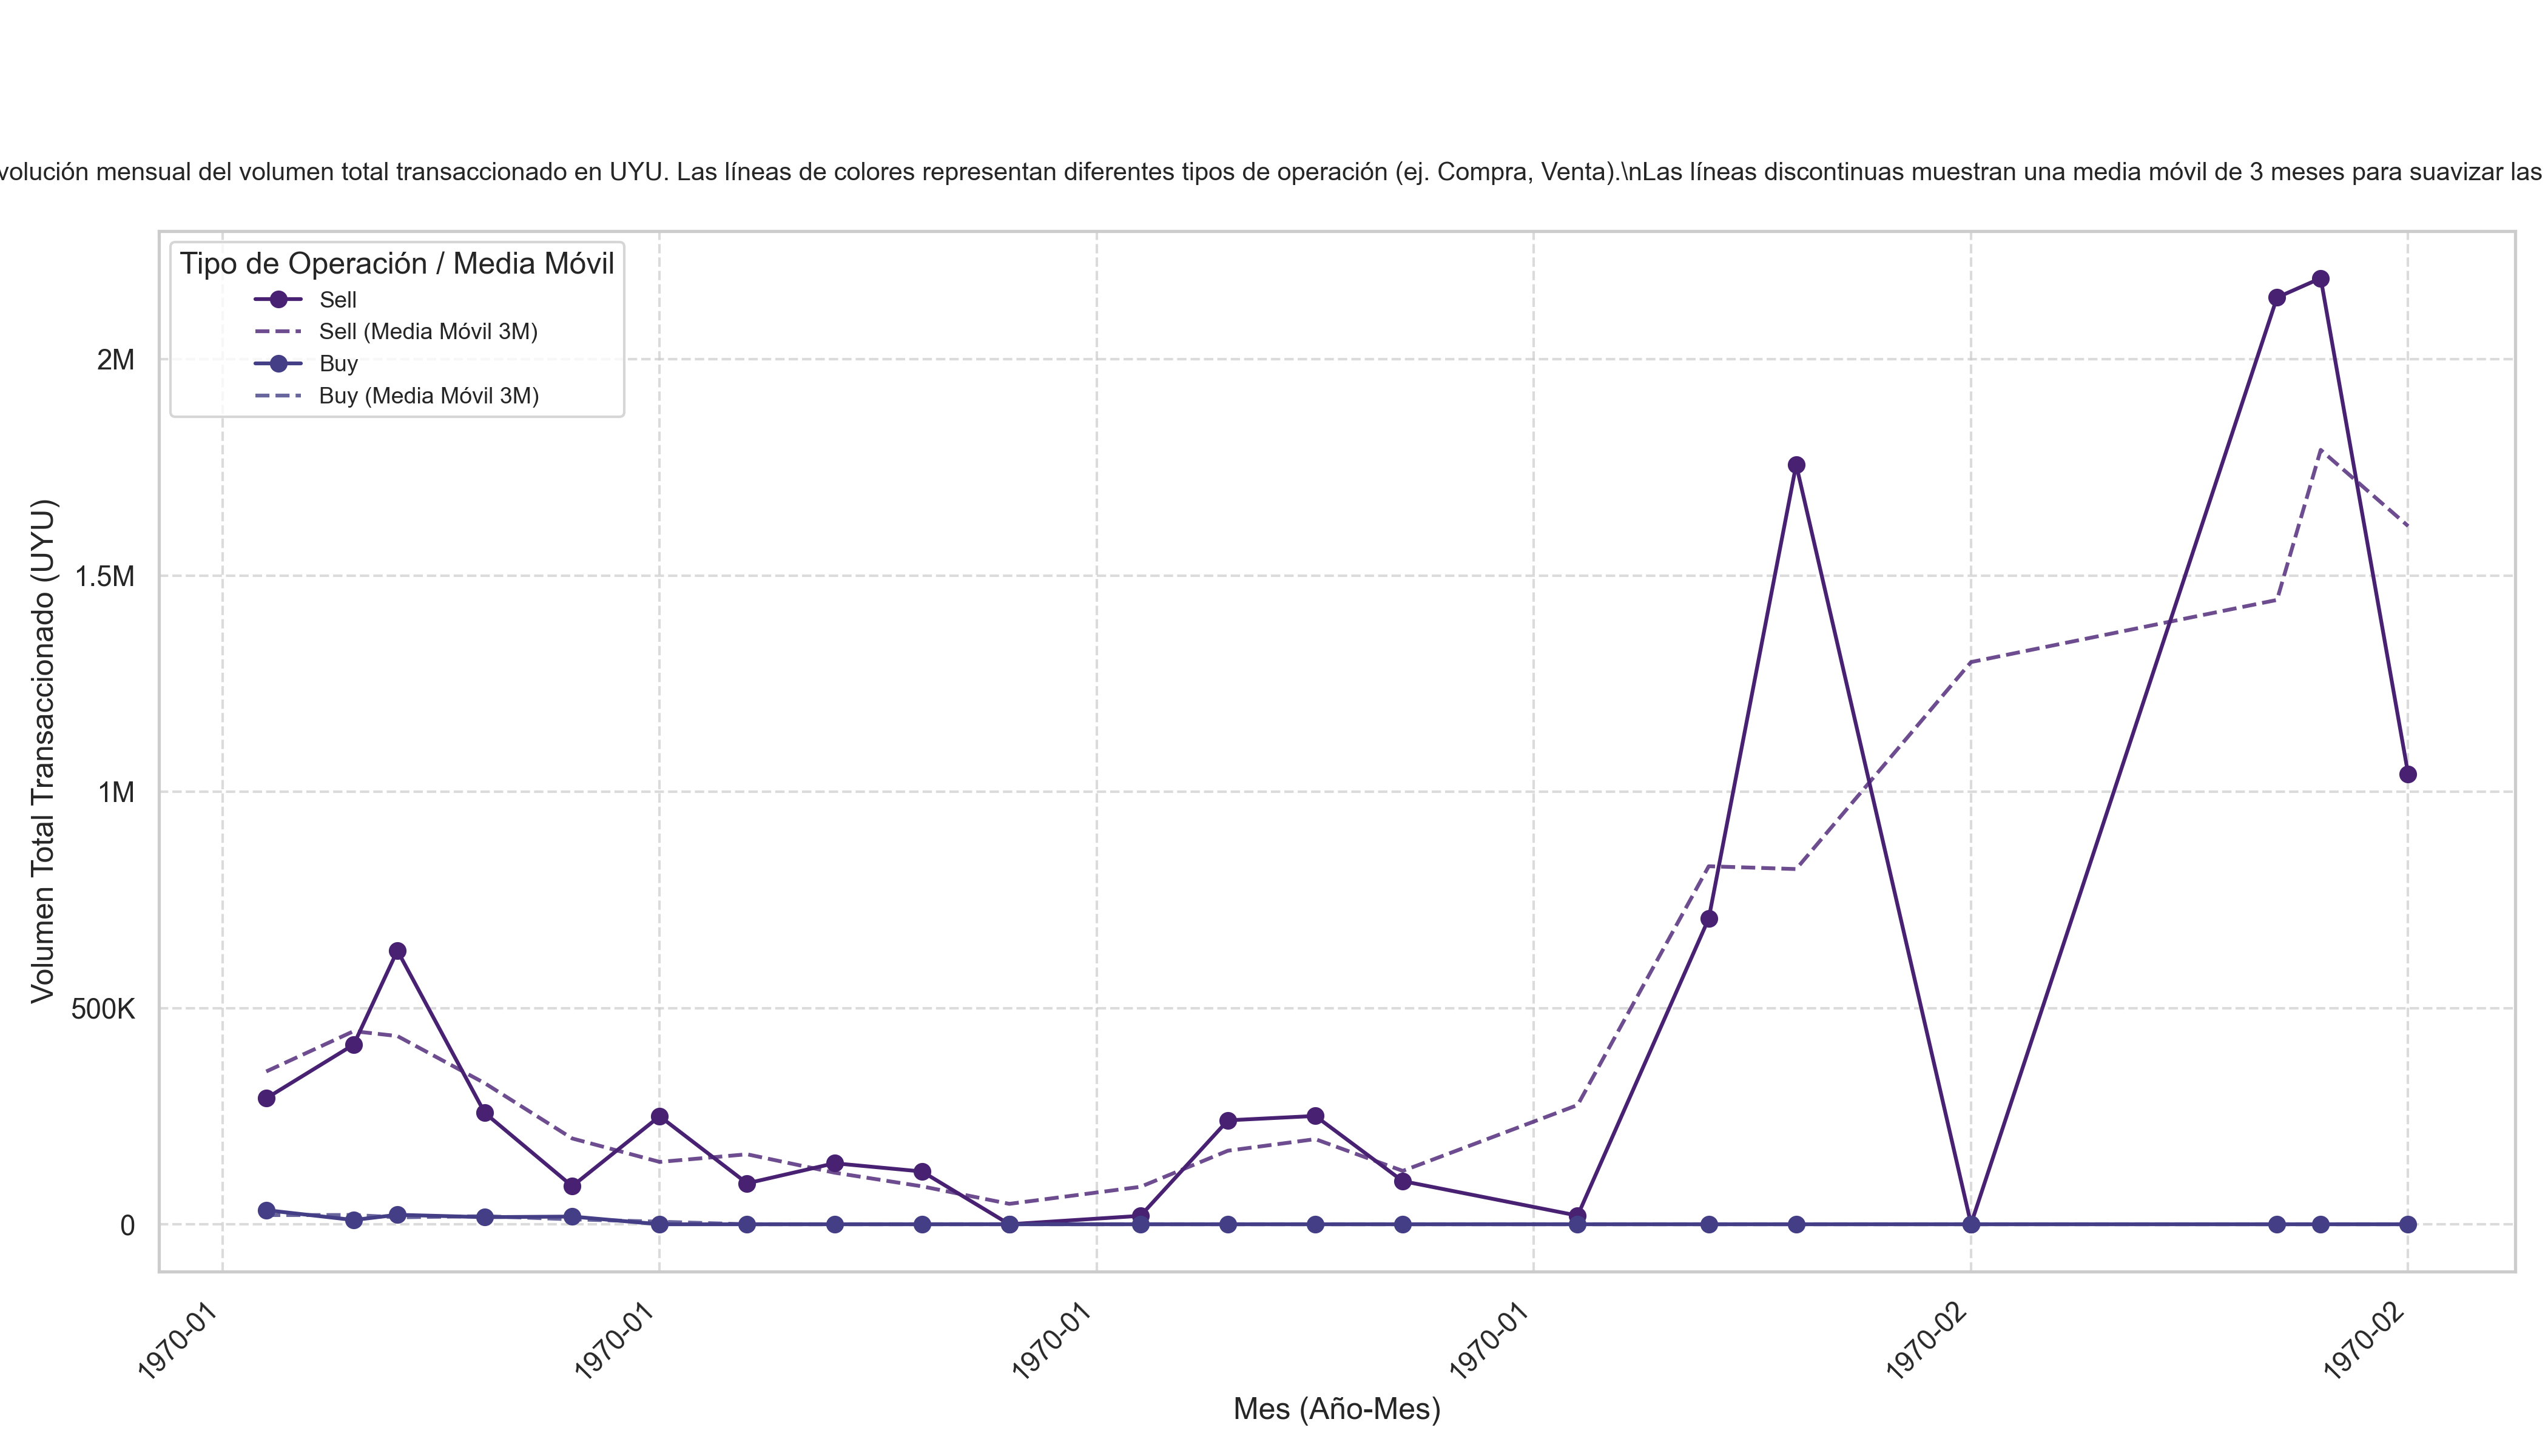 volución mensual del volumen total transaccionado en UYU. Las líneas de colores representan diferentes tipos de operación (ej. Compra, Venta).\nLas líneas discontinuas muestran una media móvil de 3 meses para suavizar las
Tipo de Operación / Media Móvil
Sell
Sell (Media Móvil 3M)
Buy
Buy (Media Móvil 3M)
Volumen Total Transaccionado (UYU)
2M
1.5M
1M
500K
0
1970-01
1970-01
1970-01
1970-01
1970-02
1970-02
Mes (Año-Mes)